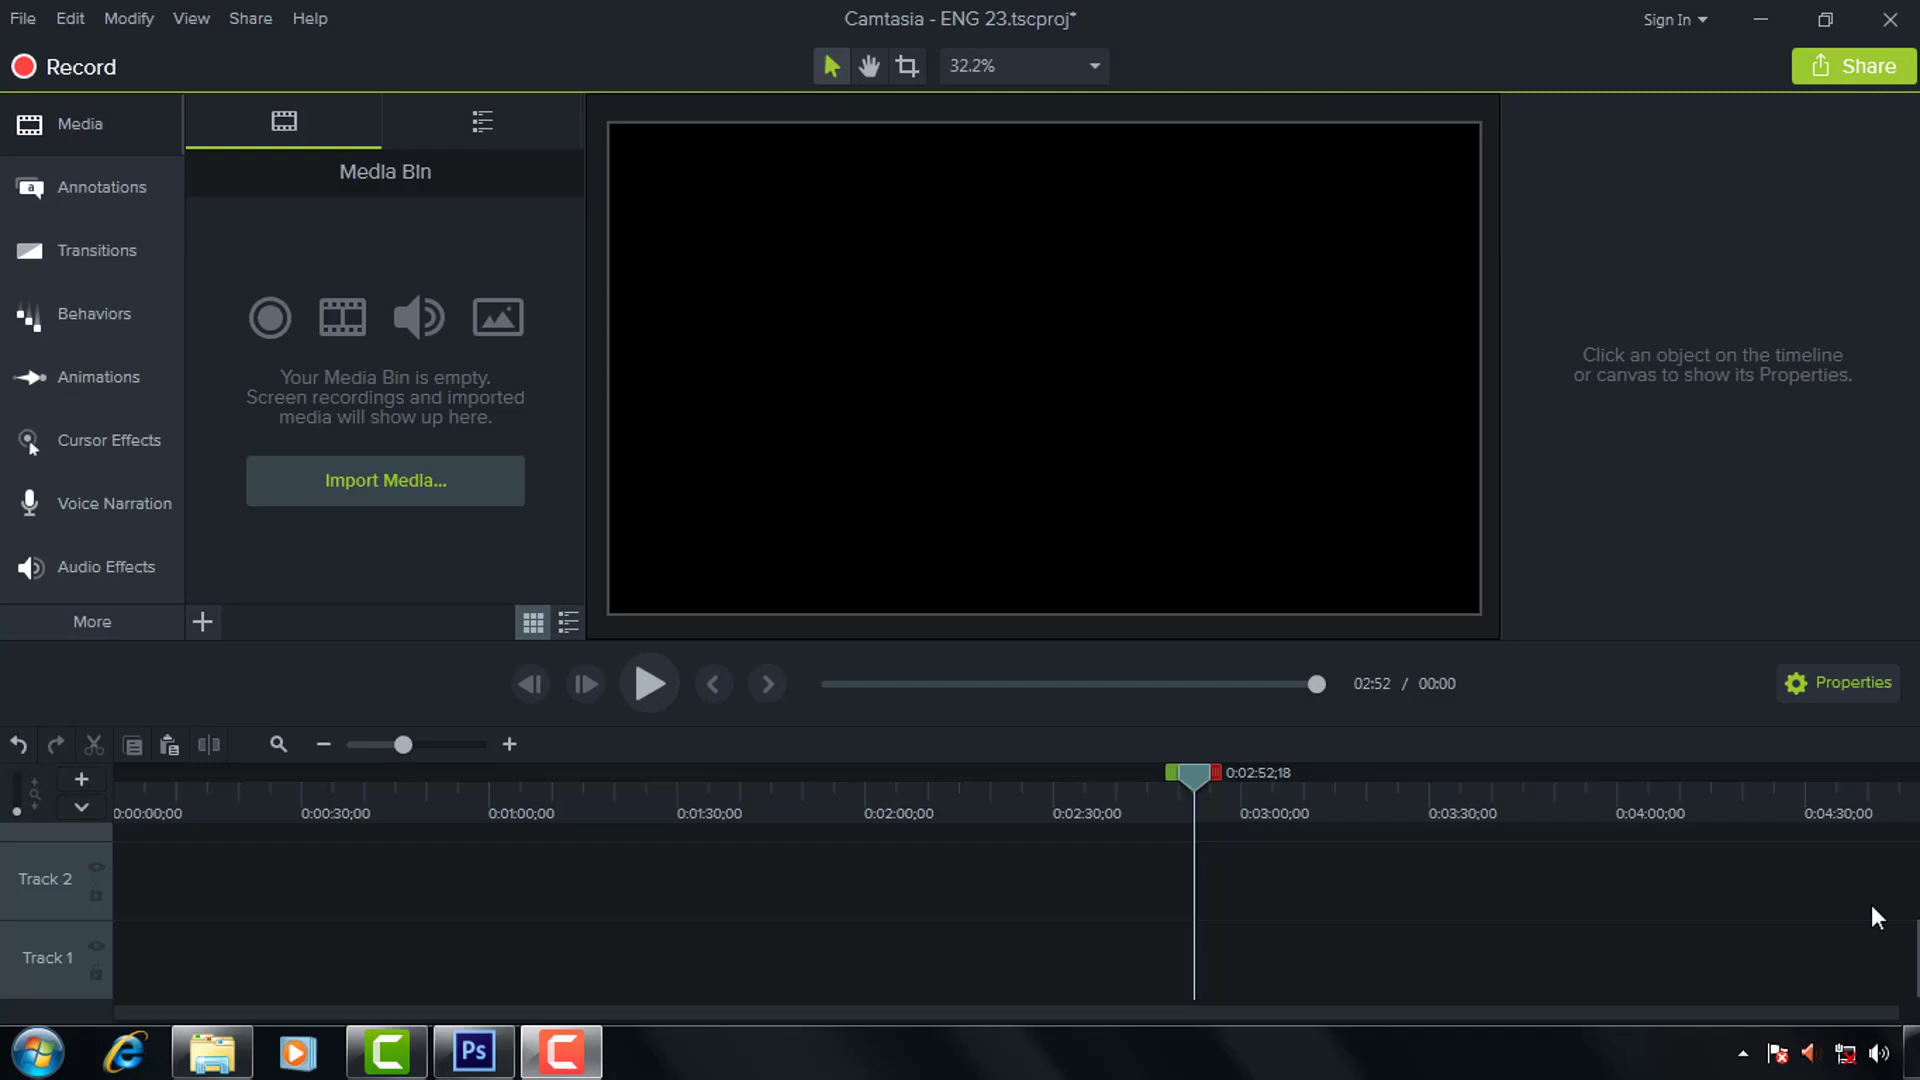 File Edit Modify View Share Help
Camtasia - ENG 23.tscproj*
Sign In
Record
32.2%
Share
Media
Annotations
Transitions
Behaviors
Animations
Cursor Effects
Voice Narration
Audio Effects
More
Media Bin
Your Media Bin is empty.
Screen recordings and imported
media will show up here.
Import Media...
Click an object on the timeline
or canvas to show its Properties.
02:52 / 00:00
Properties
0:02:52;18
0:00:00;00 0:00:30;00 0:01:00;00 0:01:30;00 0:02:00;00 0:02:30;00 0:03:00;00 0:03:30;00 0:04:00;00 0:04:30;00
Track 2
Track 1
Ps